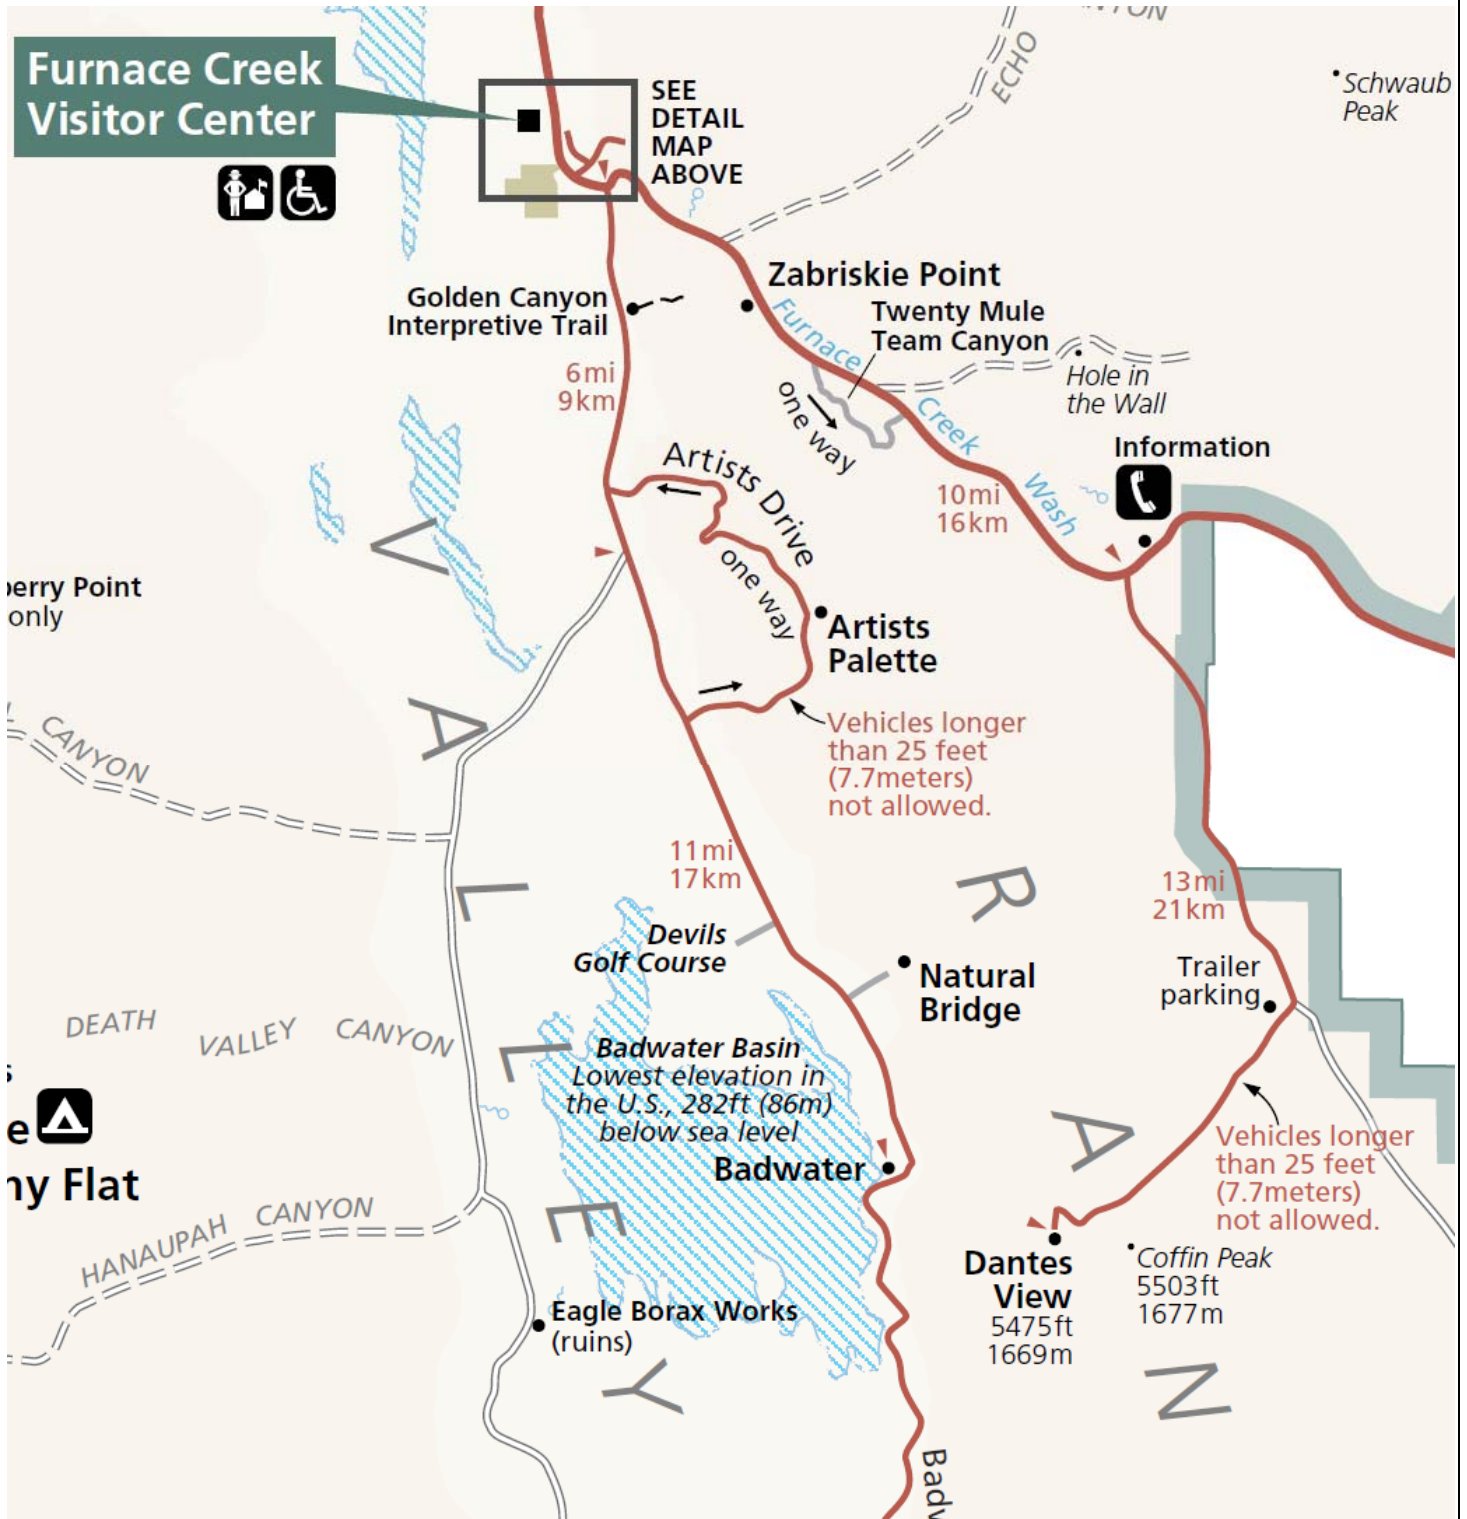 Furnace Creek
Visitor Center
SEE
DETAIL
MAP
ABOVE
ECHO
Schwaub
Peak
Zabriskie Point
Golden Canyon
Interpretive Trail
Twenty Mule
Team Canyon
Furnace
Creek
Wash
one way
Hole in
the Wall
6mi
9km
Information
Artists Drive
10mi
16km
one way
V
A
L
L
E
Y
berry Point
only
Artists
Palette
CANYON
Vehicles longer
than 25 feet
(7.7meters)
not allowed.
11mi
17km
R
A
N
13mi
21km
Devils
Golf Course
Natural
Bridge
Trailer
parking
DEATH VALLEY CANYON
Badwater Basin
Lowest elevation in
the U.S., 282ft (86m)
below sea level
Badwater
Vehicles longer
than 25 feet
(7.7meters)
not allowed.
ny Flat
HANAUPAH CANYON
Dantes
View
5475ft
1669m
Coffin Peak
5503ft
1677m
Eagle Borax Works
(ruins)
Badw